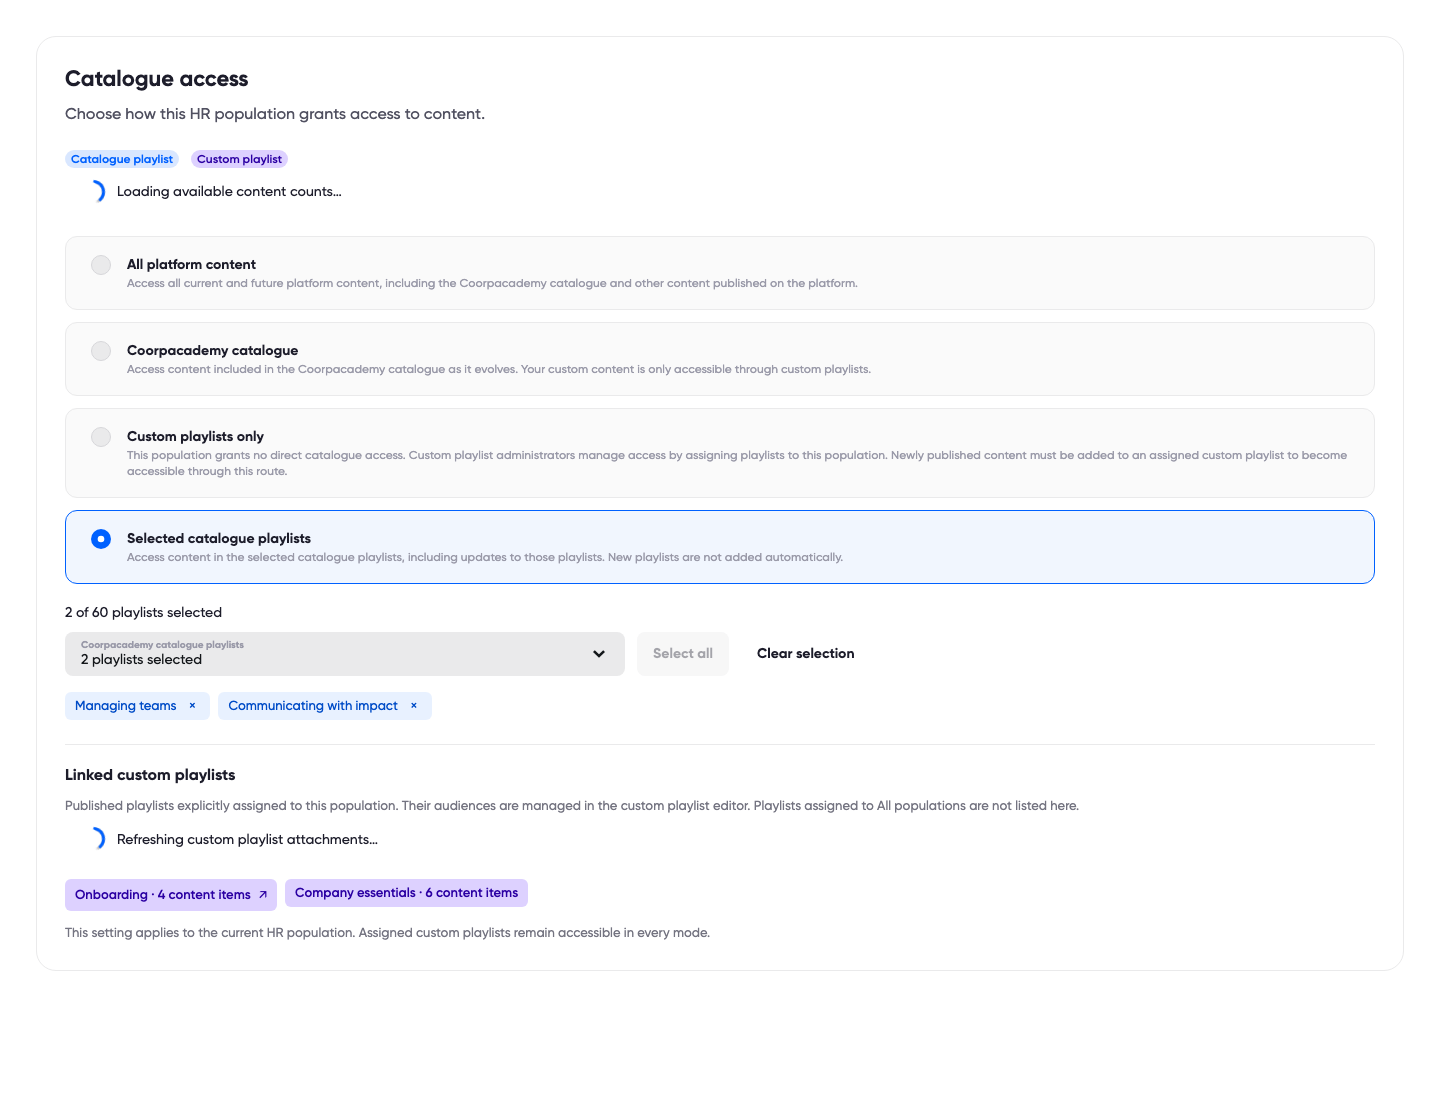 Catalogue access
Choose how this HR population grants access to content.
Catalogue playlist Custom playlist
Loading available content counts...
All platform content
Access all current and future platform content, including the Coorpacademy catalogue and other content published on the platform.
Coorpacademy catalogue
Access content included in the Coorpacademy catalogue as it evolves. Your custom content is only accessible through custom playlists.
Custom playlists only
This population grants no direct catalogue access. Custom playlist administrators manage access by assigning playlists to this population. Newly published content must be added to an assigned custom playlist to become
accessible through this route.
Selected catalogue playlists
Access content in the selected catalogue playlists, including updates to those playlists. New playlists are not added automatically.
2 of 60 playlists selected
Coorpacademy catalogue playlists
2 playlists selected
Select all
Clear selection
Managing teams ×
Communicating with impact ×
Linked custom playlists
Published playlists explicitly assigned to this population. Their audiences are managed in the custom playlist editor. Playlists assigned to All populations are not listed here.
Refreshing custom playlist attachments...
Onboarding · 4 content items ↗
Company essentials · 6 content items
This setting applies to the current HR population. Assigned custom playlists remain accessible in every mode.